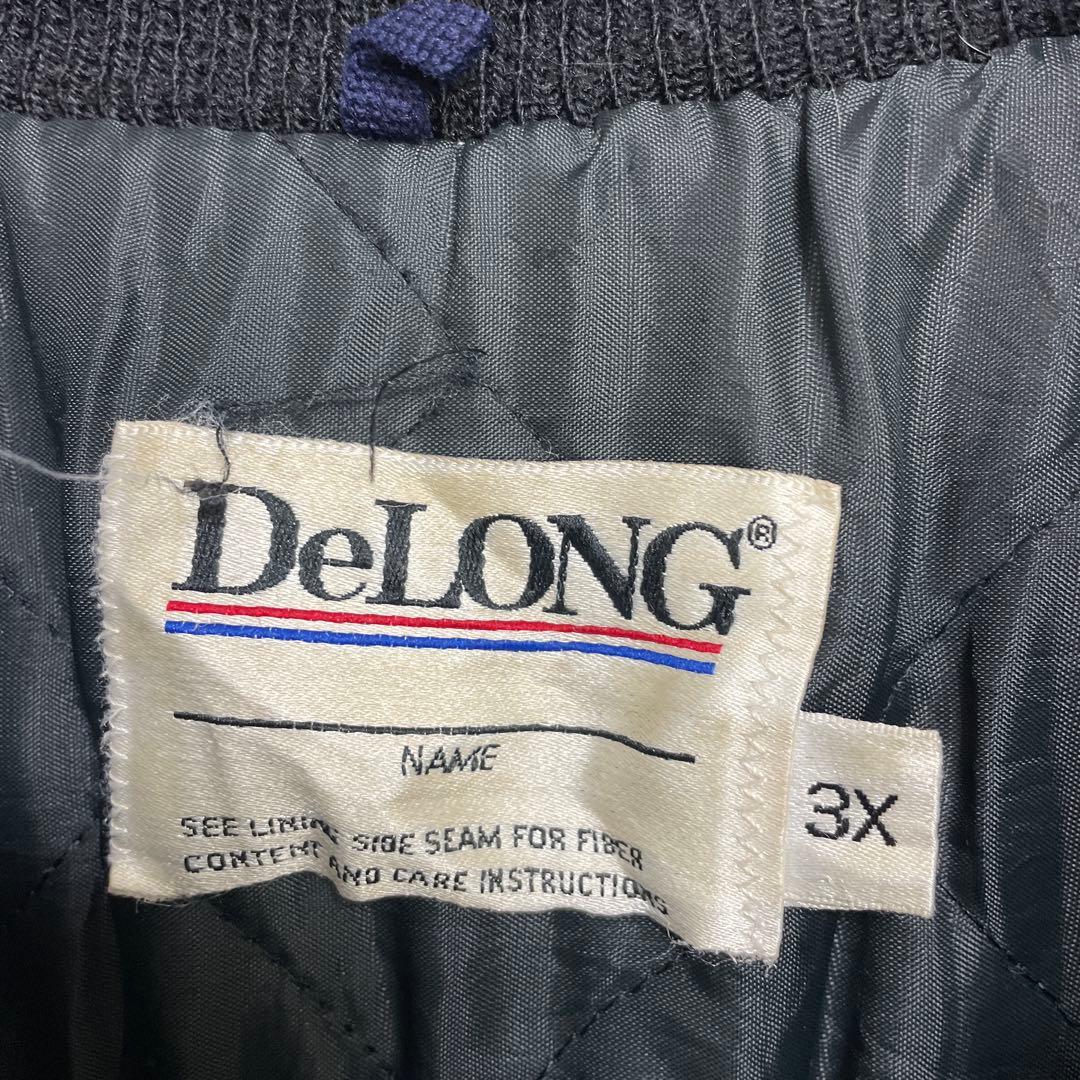 DeLONG®
NAME
SEE LINING SIDE SEAM FOR FIBER
CONTENT AND CARE INSTRUCTIONS
3X